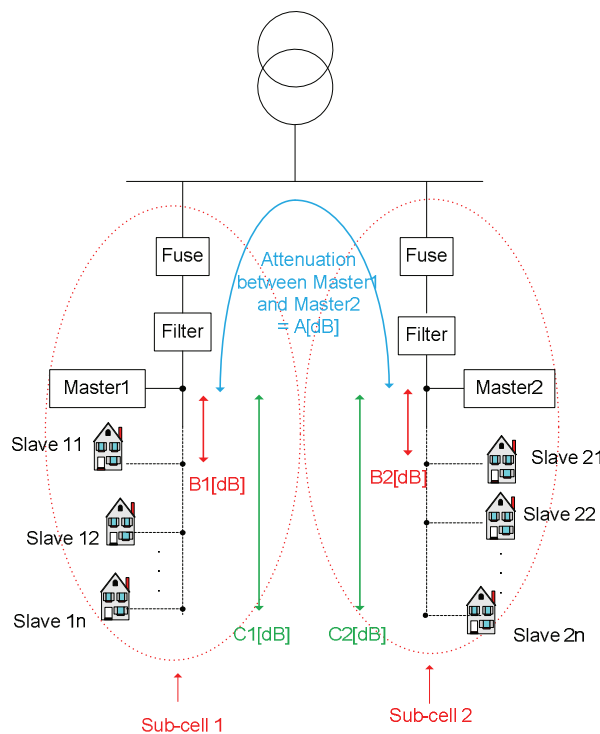 Fuse
Fuse
Attenuation
between Master1
and Master2
= A[dB]
Filter
Filter
Master1
Master2
Slave 11
Slave 21
B1[dB]
B2[dB]
Slave 12
Slave 22
Slave 1n
Slave 2n
C1[dB]
C2[dB]
Sub-cell 1
Sub-cell 2